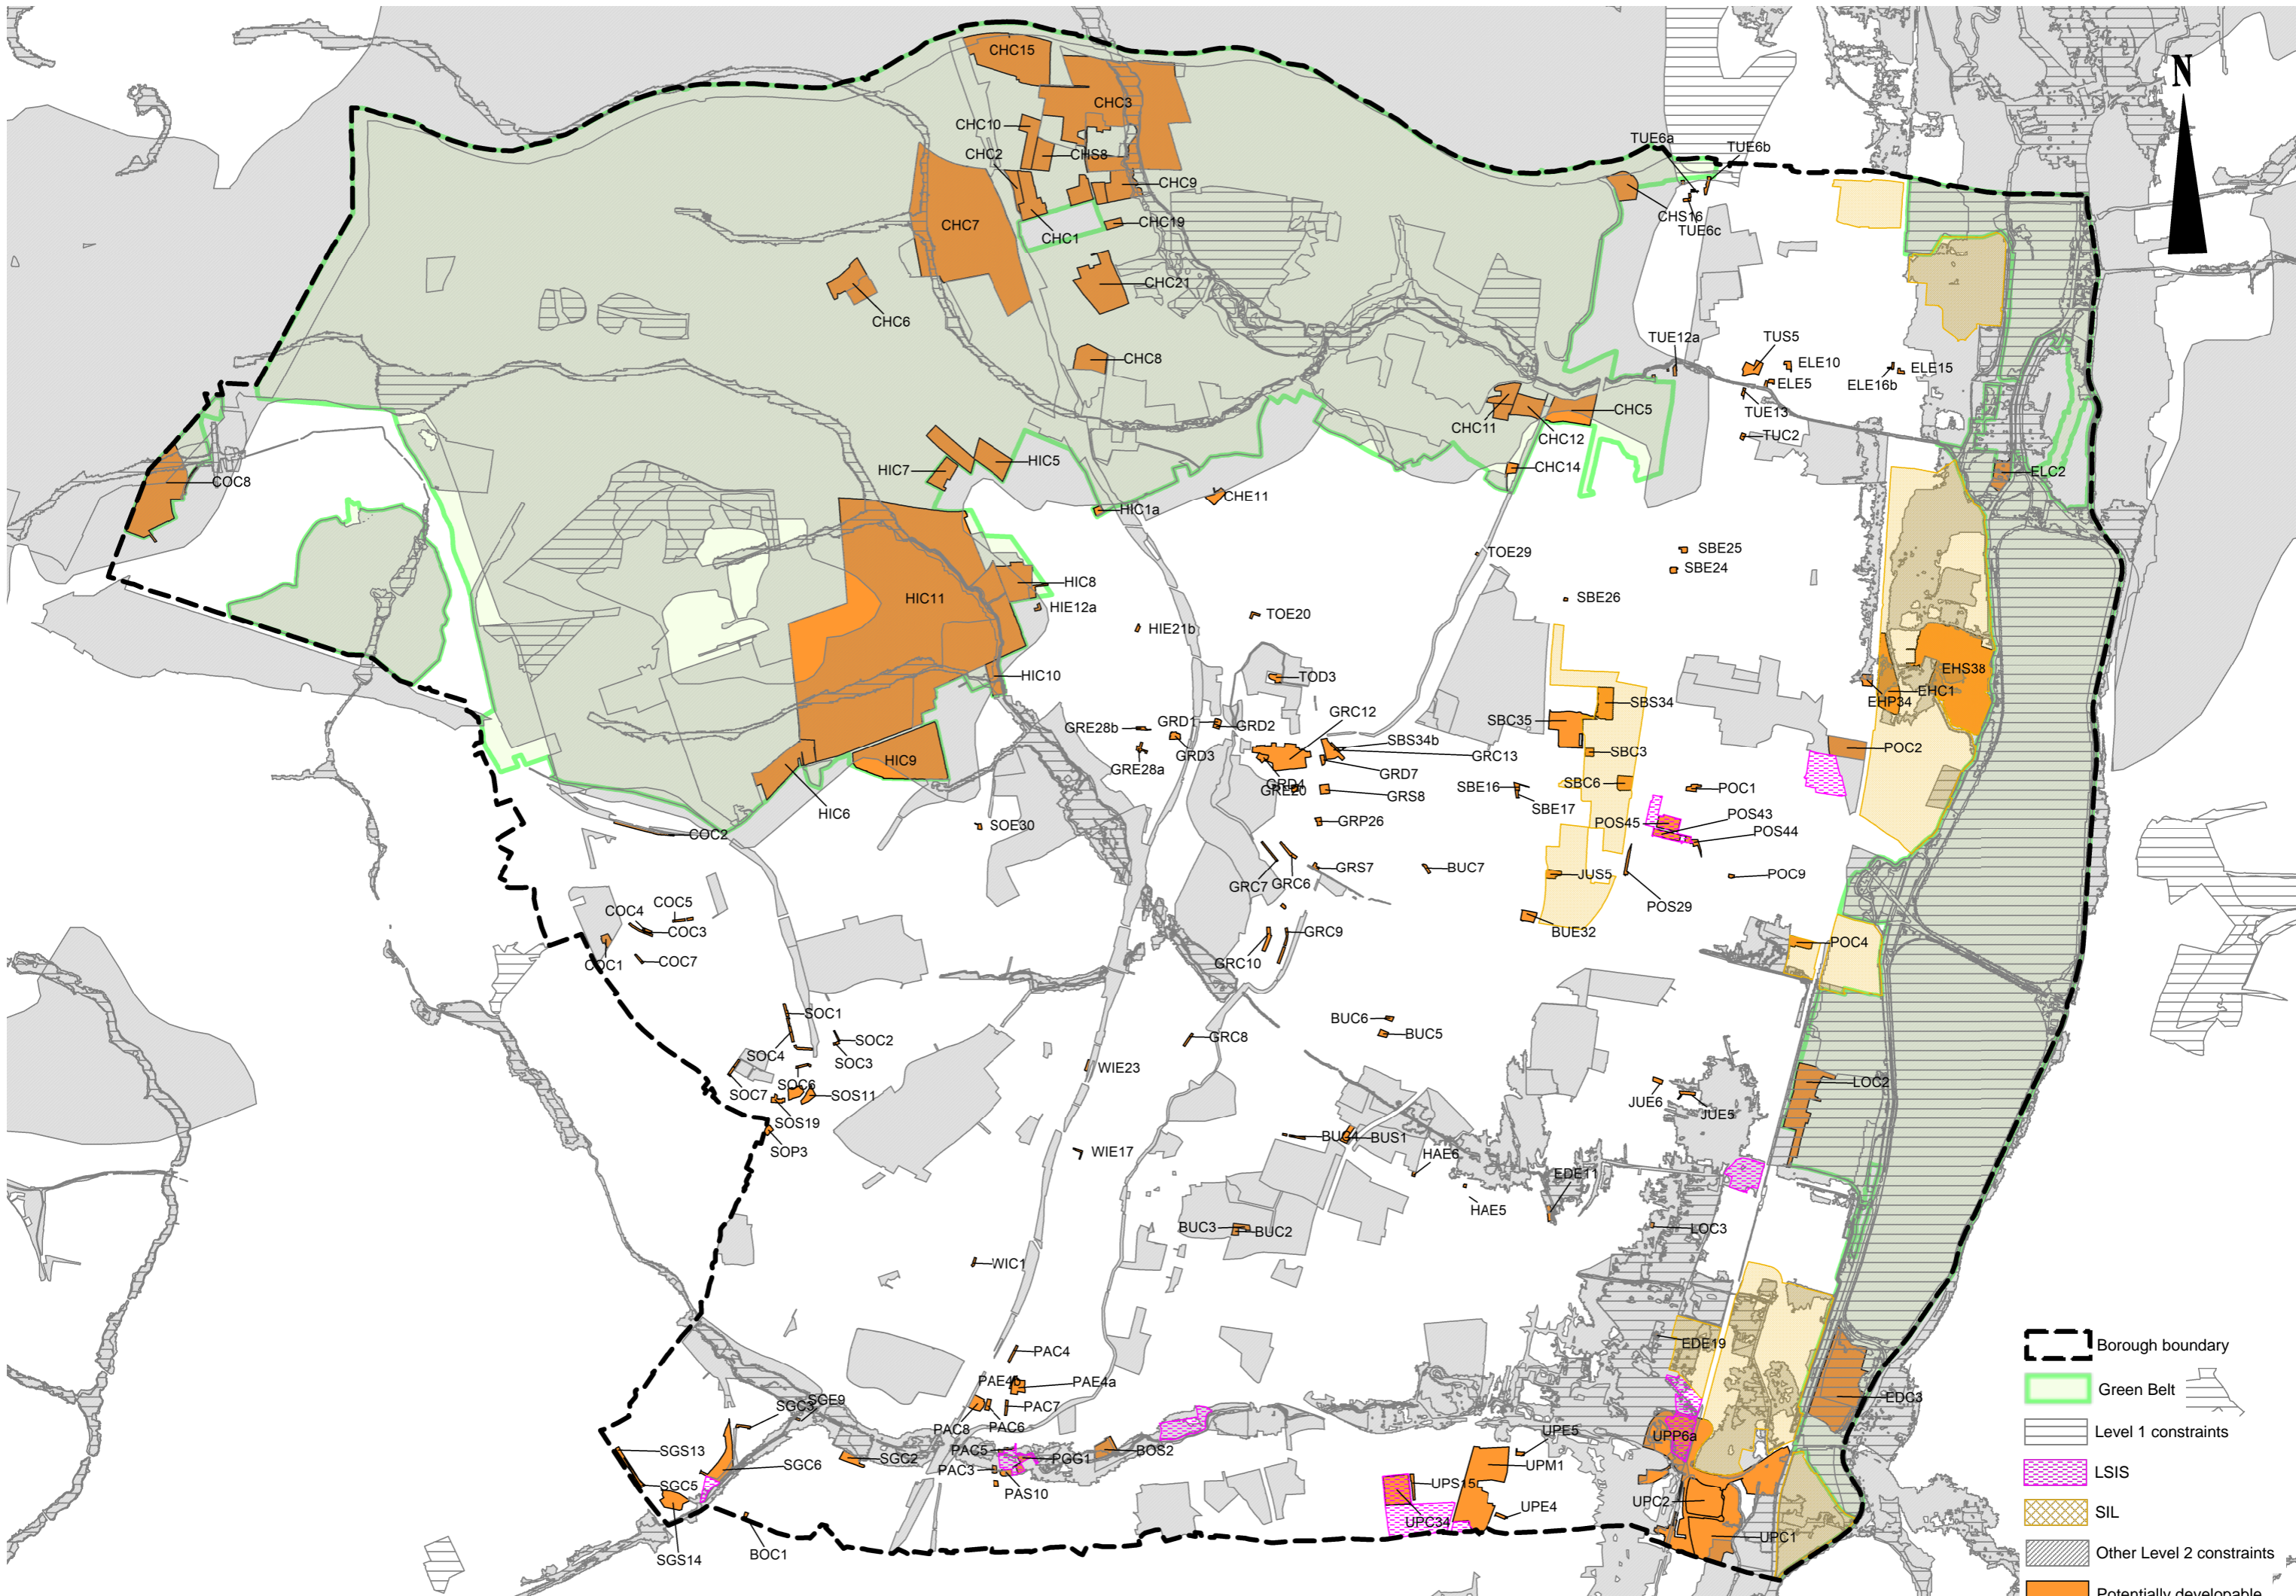 CHC15
CHC3
N
CHC10
CHC2
CHS8
TUE6a
TUE6b
CHC9
CHS16
TUE6c
CHC19
CHC7
CHC1
CHC21
CHC6
CHC8
TUE12a
TUS5
ELE10
ELE5
ELE16b
ELE15
TUE13
CHC5
CHC11
CHC12
TUC2
HIC7
HIC5
CHC14
ELC2
COC8
CHE11
HIC1a
TOE29
SBE25
SBE24
HIC8
HIC11
HIE12a
SBE26
TOE20
HIE21b
EHS38
HIC10
TOD3
EHC1
EHP34
SBS34
GRC12
GRD1
GRD2
GRE28b
SBC35
SBS34b
SBC3
POC2
GRD3
GRC13
GRE28a
HIC9
GRD7
GRD4
GRE20
GRS8
SBE16
SBC6
POC1
SBE17
HIC6
POS43
POS45
GRP26
SOE30
POS44
COC2
GRS7
BUC7
JUS5
POC9
GRC7
GRC6
POS29
COC5
COC4
COC3
GRC9
BUE32
POC4
COC1
COC7
GRC10
SOC1
BUC6
BUC5
SOC2
GRC8
SOC4
SOC3
WIE23
SOC6
LOC2
SOC7
SOS11
JUE6
JUE5
SOS19
SOP3
BUC4
BUS1
WIE17
HAE6
EDE11
HAE5
BUC3
BUC2
LOC3
WIC1
EDE19
Borough boundary
PAC4
PAE4b
PAE4a
Green Belt
EDC3
SGE9
SGC3
PAC7
PAC6
PAC8
Level 1 constraints
UPP6a
SGS13
PAC5
BOS2
UPE5
PGG1
SGC2
SGC6
UPM1
PAC3
LSIS
SGC5
UPS15
PAS10
UPC2
UPE4
SIL
UPC34
UPC1
BOC1
SGS14
Other Level 2 constraints
Potentially developable